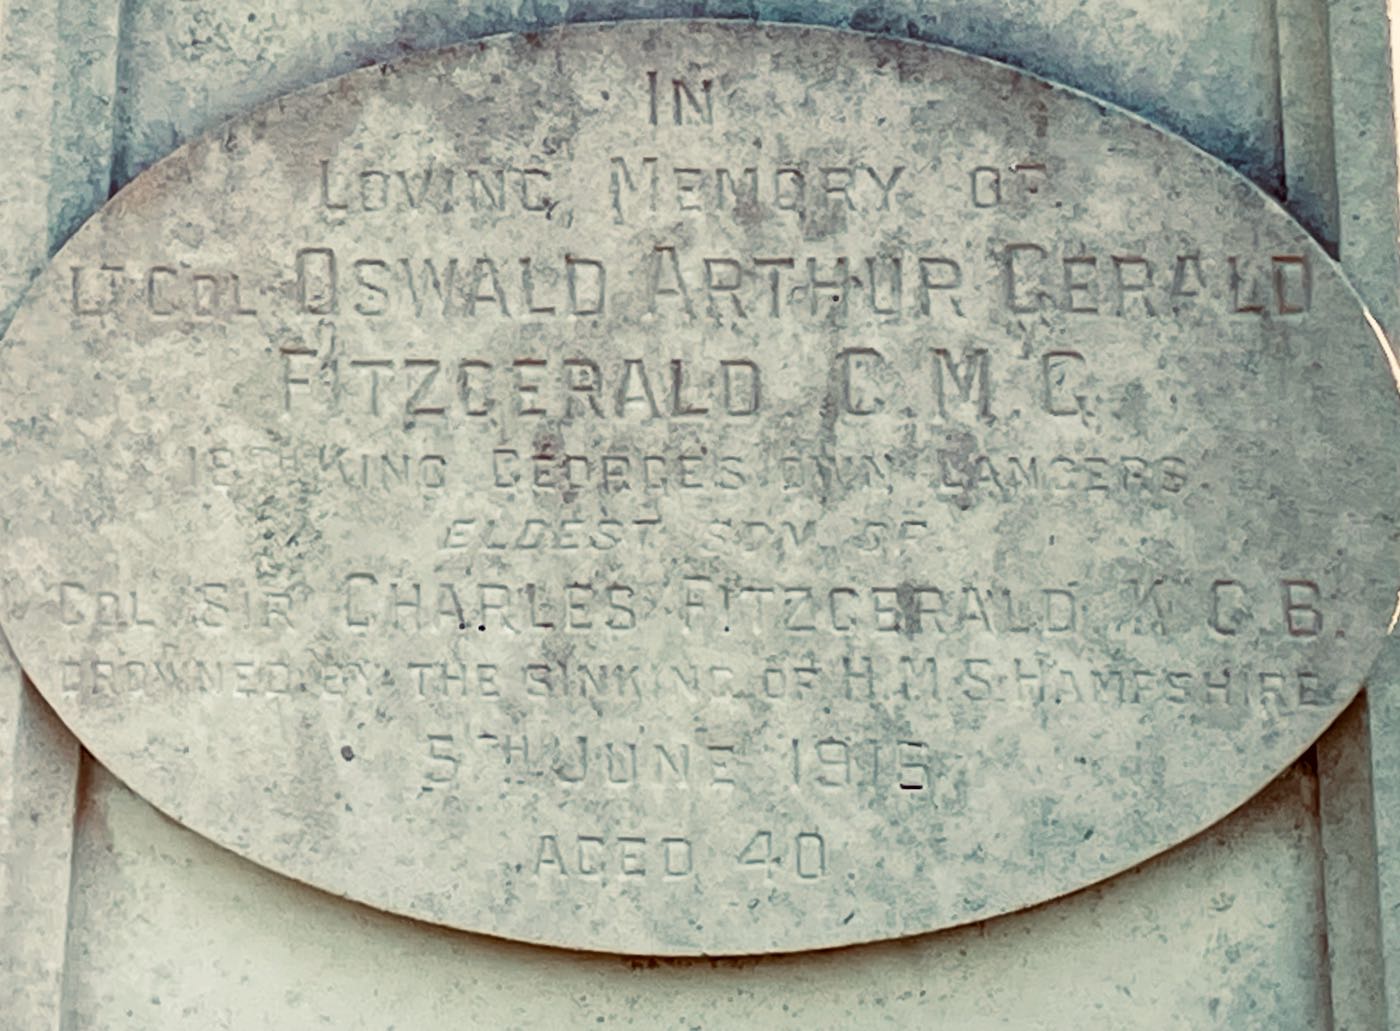 IN
LOVING MEMORY OF
LT COL OSWALD ARTHUR GERALD
FITZGERALD C.M.G.
18TH KING GEORGE'S OWN LANCERS
ELDEST SON OF
COL SIR CHARLES FITZGERALD K.C.B.
DROWNED BY THE SINKING OF H.M.S. HAMPSHIRE
5TH JUNE 1916
AGED 40.